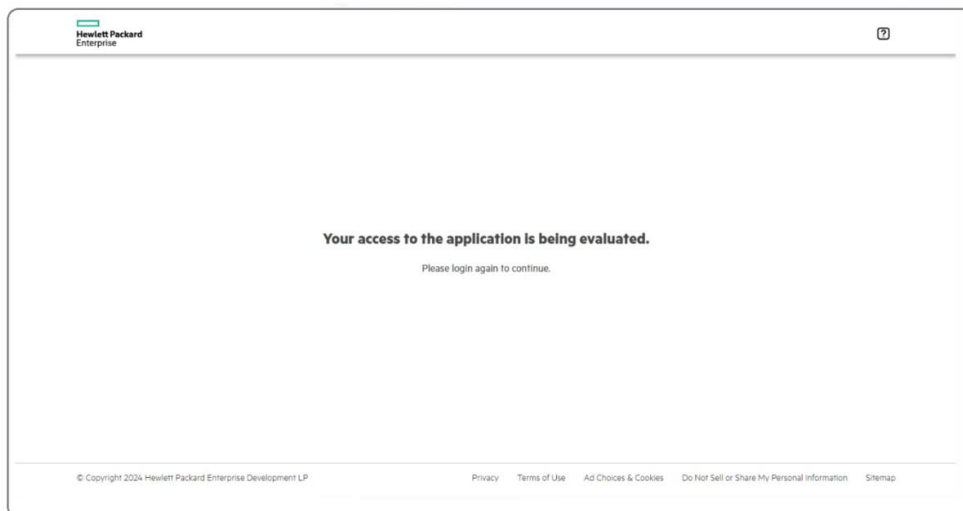 Hewlett Packard
Enterprise
?
Your access to the application is being evaluated.
Please login again to continue.
© Copyright 2024 Hewlett Packard Enterprise Development LP Privacy Terms of Use Ad Choices & Cookies Do Not Sell or Share My Personal Information Sitemap